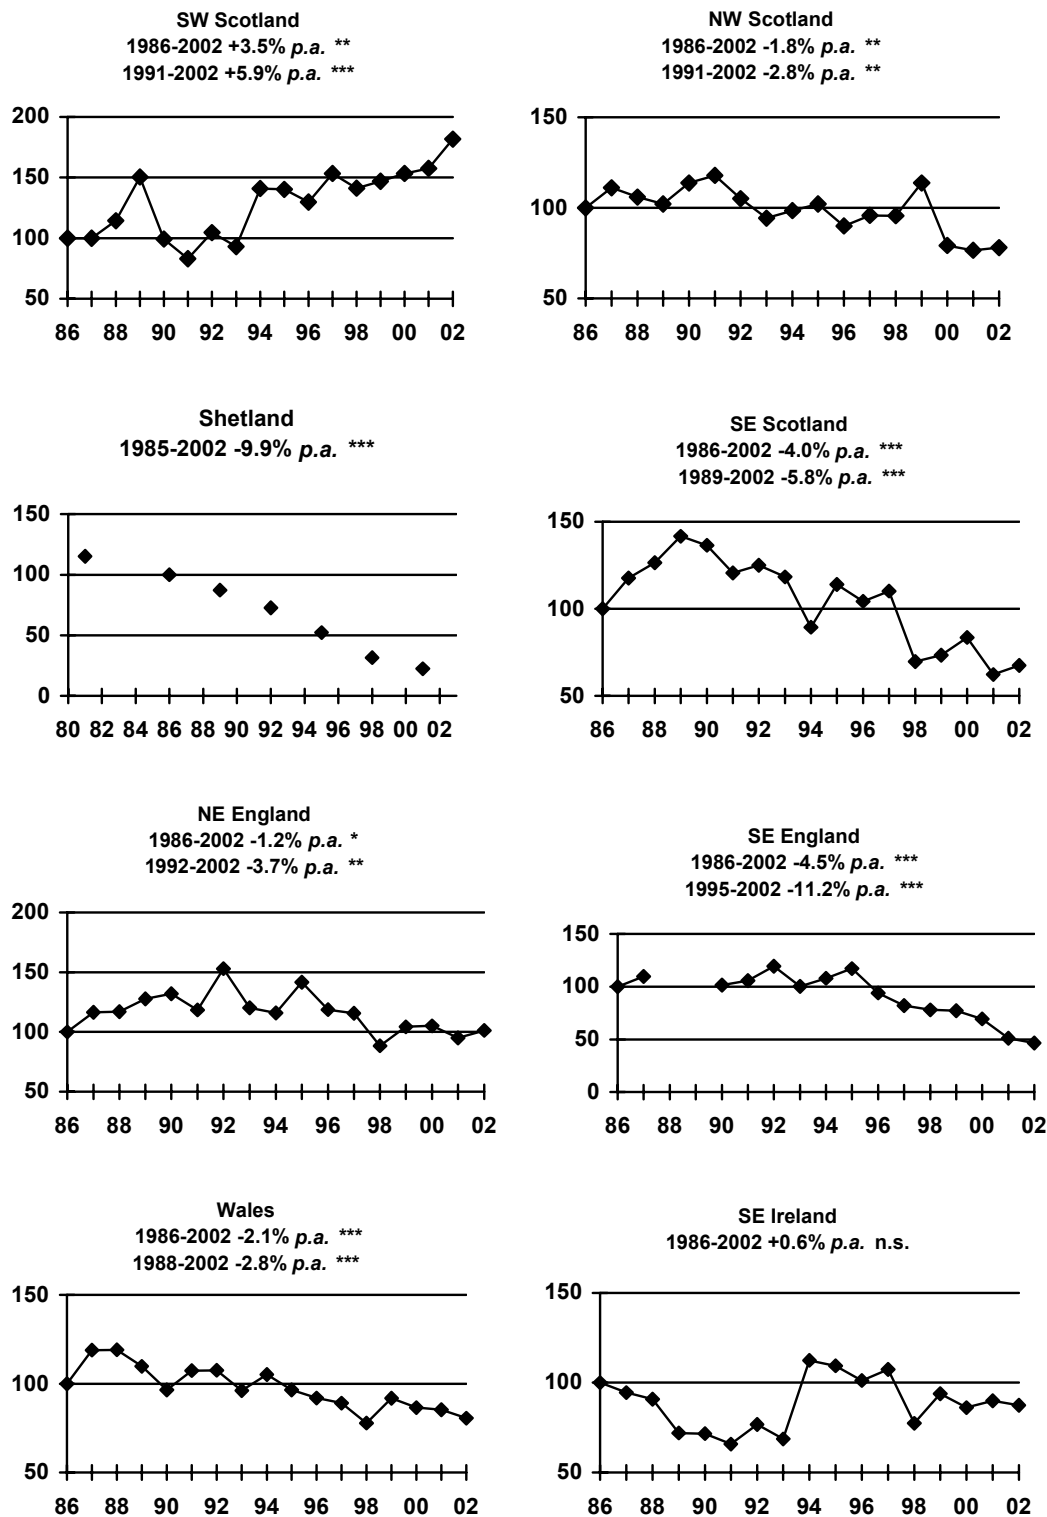 SW Scotland
1986-2002 +3.5% p.a. **
1991-2002 +5.9% p.a. ***
200
150
100
50
86 88 90 92 94 96 98 00 02
NW Scotland
1986-2002 -1.8% p.a. **
1991-2002 -2.8% p.a. **
150
100
50
86 88 90 92 94 96 98 00 02
Shetland
1985-2002 -9.9% p.a. ***
150
100
50
0
80 82 84 86 88 90 92 94 96 98 00 02
SE Scotland
1986-2002 -4.0% p.a. ***
1989-2002 -5.8% p.a. ***
150
100
50
86 88 90 92 94 96 98 00 02
NE England
1986-2002 -1.2% p.a. *
1992-2002 -3.7% p.a. **
200
150
100
50
86 88 90 92 94 96 98 00 02
SE England
1986-2002 -4.5% p.a. ***
1995-2002 -11.2% p.a. ***
150
100
50
0
86 88 90 92 94 96 98 00 02
Wales
1986-2002 -2.1% p.a. ***
1988-2002 -2.8% p.a. ***
150
100
50
86 88 90 92 94 96 98 00 02
SE Ireland
1986-2002 +0.6% p.a. n.s.
150
100
50
86 88 90 92 94 96 98 00 02